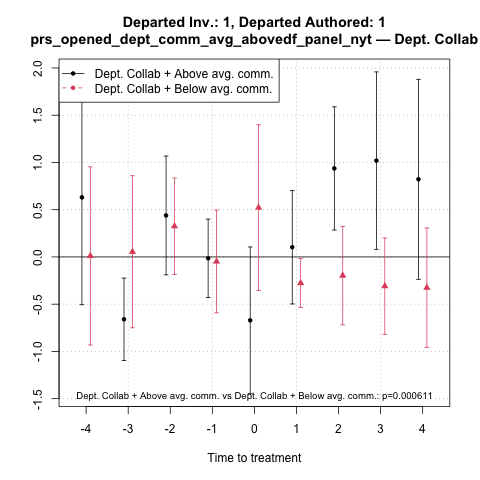 Departed Inv.: 1, Departed Authored: 1
prs_opened_dept_comm_avg_abovedf_panel_nyt — Dept. Collab
Dept. Collab + Above avg. comm.
Dept. Collab + Below avg. comm.
2.0
1.5
1.0
0.5
0.0
-0.5
-1.0
-1.5
Dept. Collab + Above avg. comm. vs Dept. Collab + Below avg. comm.: p=0.000611
-4 -3 -2 -1 0 1 2 3 4
Time to treatment